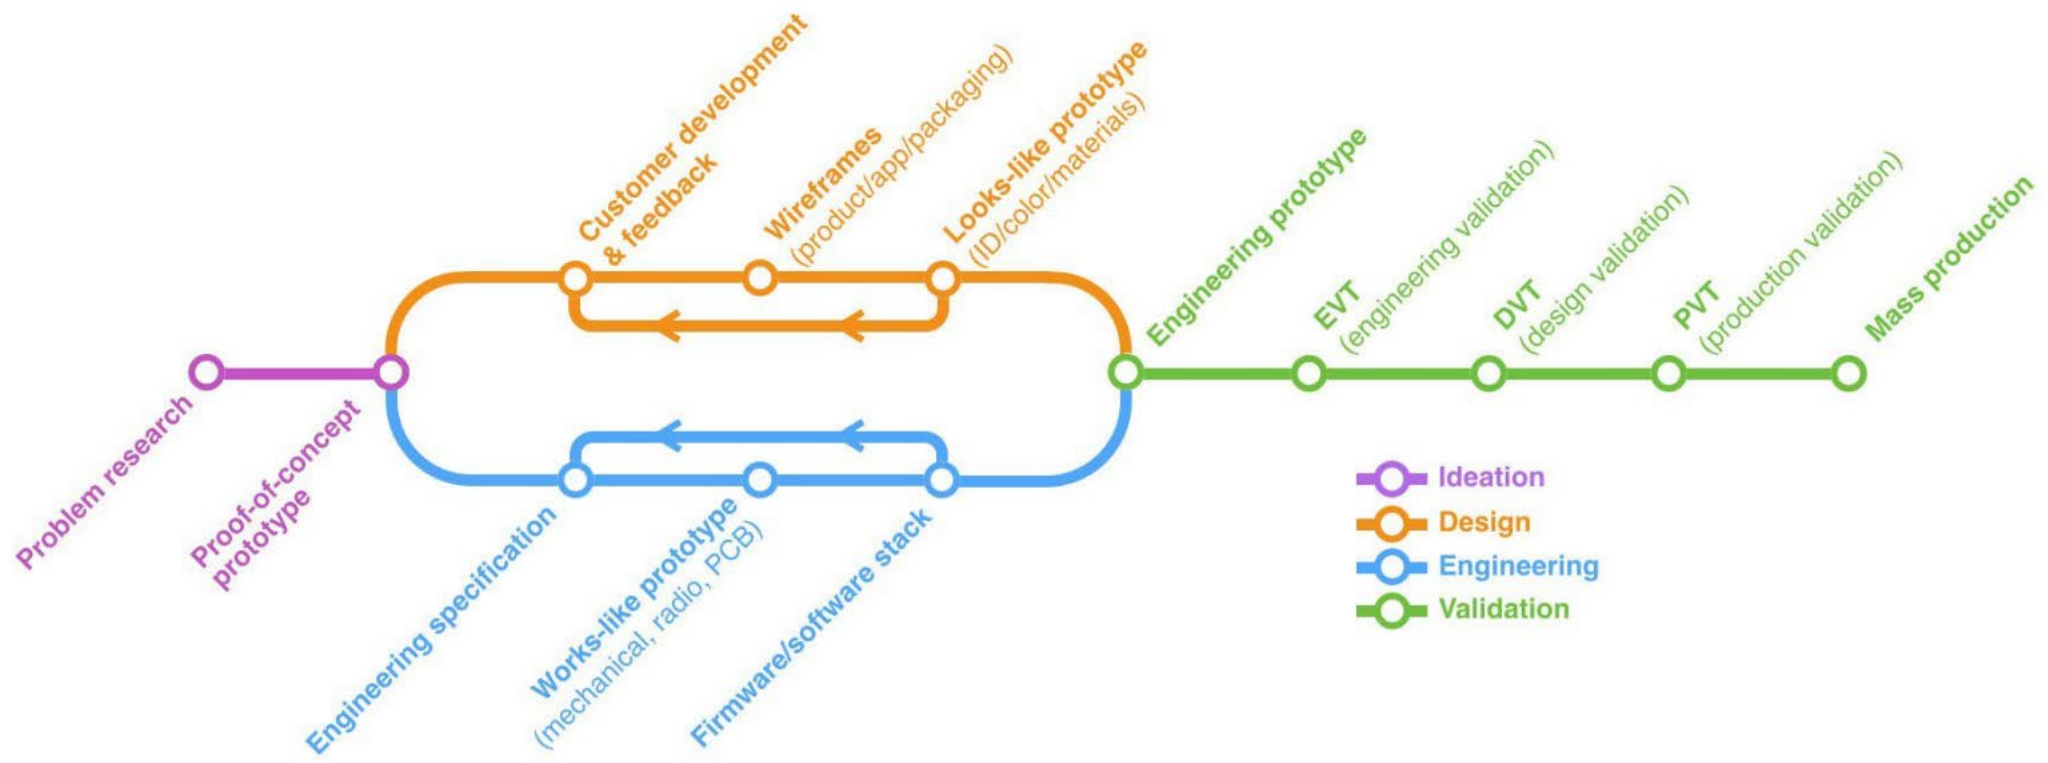 Customer development
& feedback
Wireframes
(product/app/packaging)
Looks-like prototype
(ID/color/materials)
Engineering prototype
EVT
(engineering validation)
DVT
(design validation)
PVT
(production validation)
Mass production
Problem research
Proof-of-concept
prototype
Engineering specification
Works-like prototype
(mechanical, radio, PCB)
Firmware/software stack
Ideation
Design
Engineering
Validation